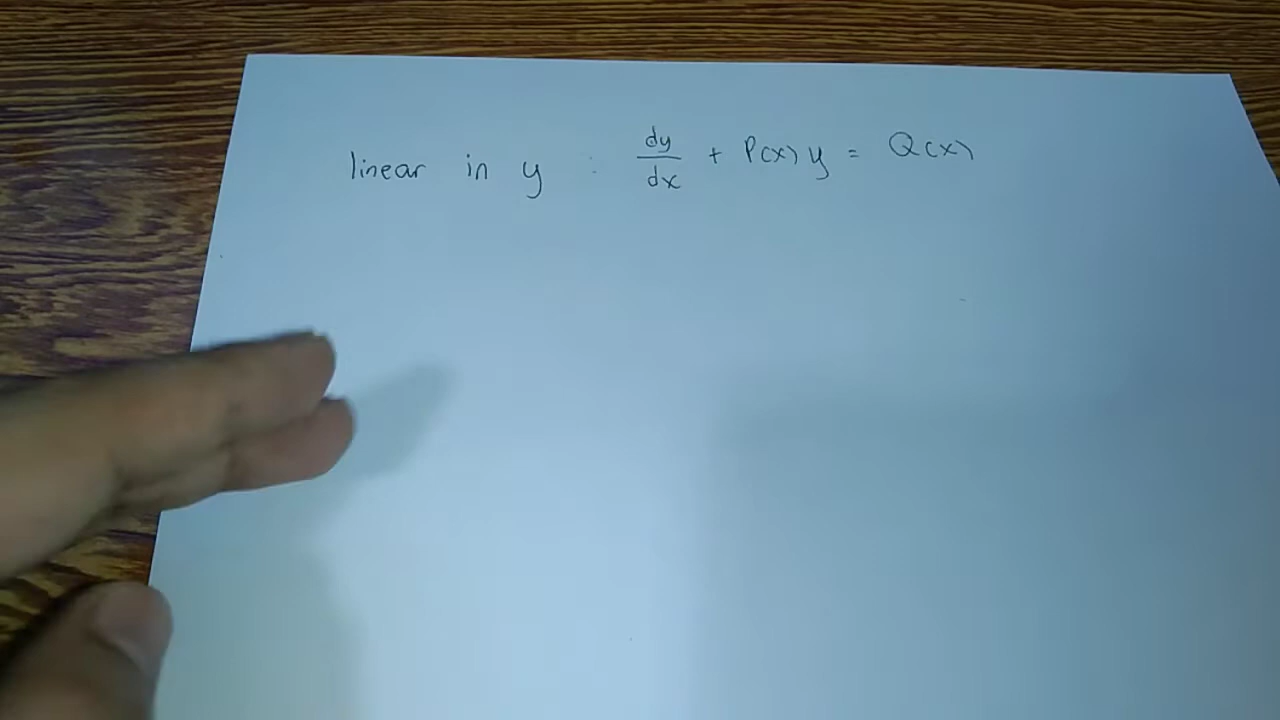 linear in y : dy/dx + P(x) y = Q(x)